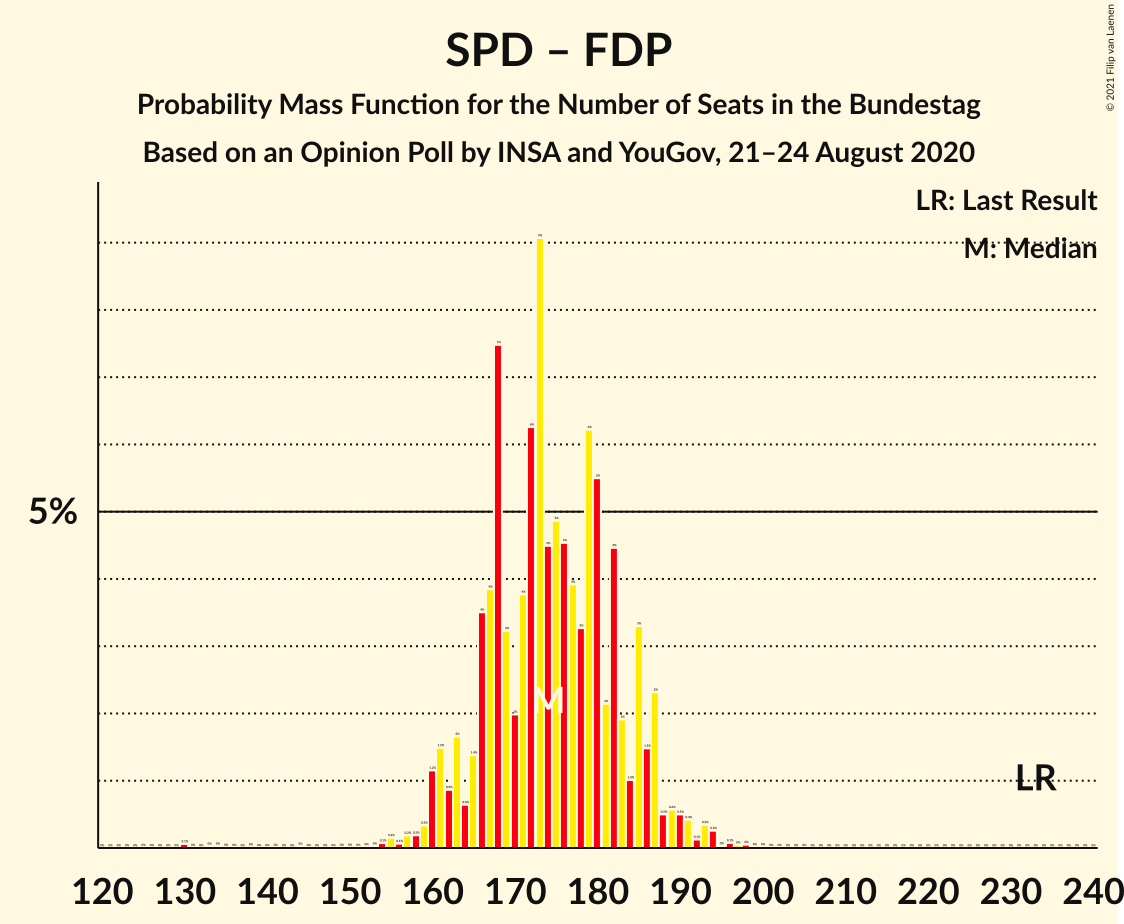 SPD – FDP
Probability Mass Function for the Number of Seats in the Bundestag
Based on an Opinion Poll by INSA and YouGov, 21–24 August 2020
© 2021 Filip van Laenen
LR: Last Result
M: Median
5%
M
LR
120 130 140 150 160 170 180 190 200 210 220 230 240